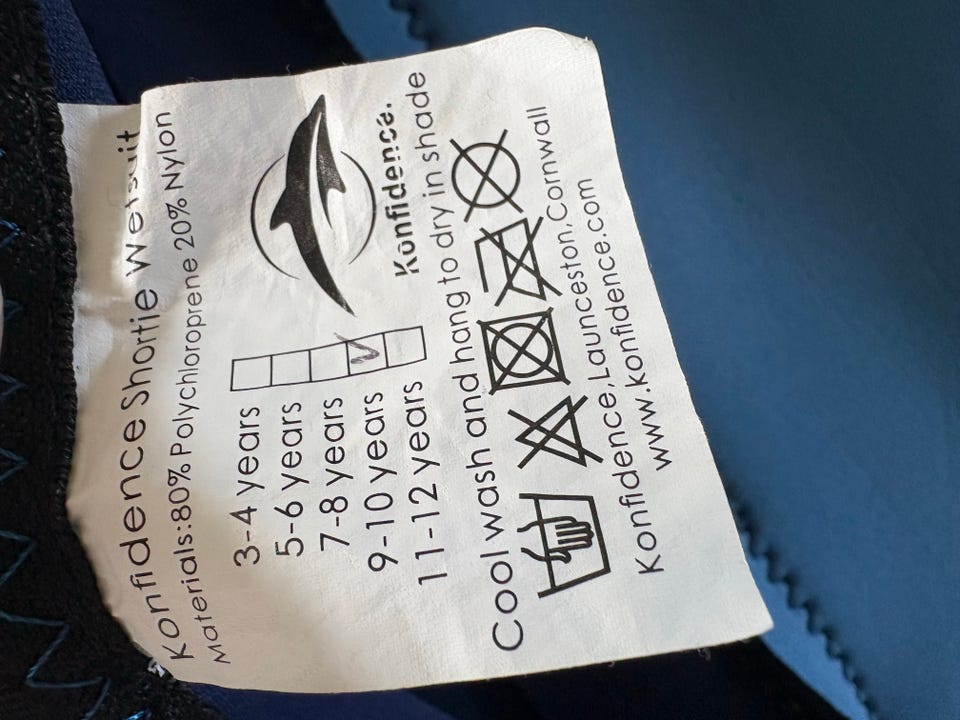 Konfidence Shortie Wetsuit
Materials:80% Polychloroprene 20% Nylon
3-4 years
5-6 years
7-8 years
9-10 years
11-12 years
Konfidence.
Cool wash and hang to dry in shade
Konfidence,Launceston,Cornwall
www.konfidence.com